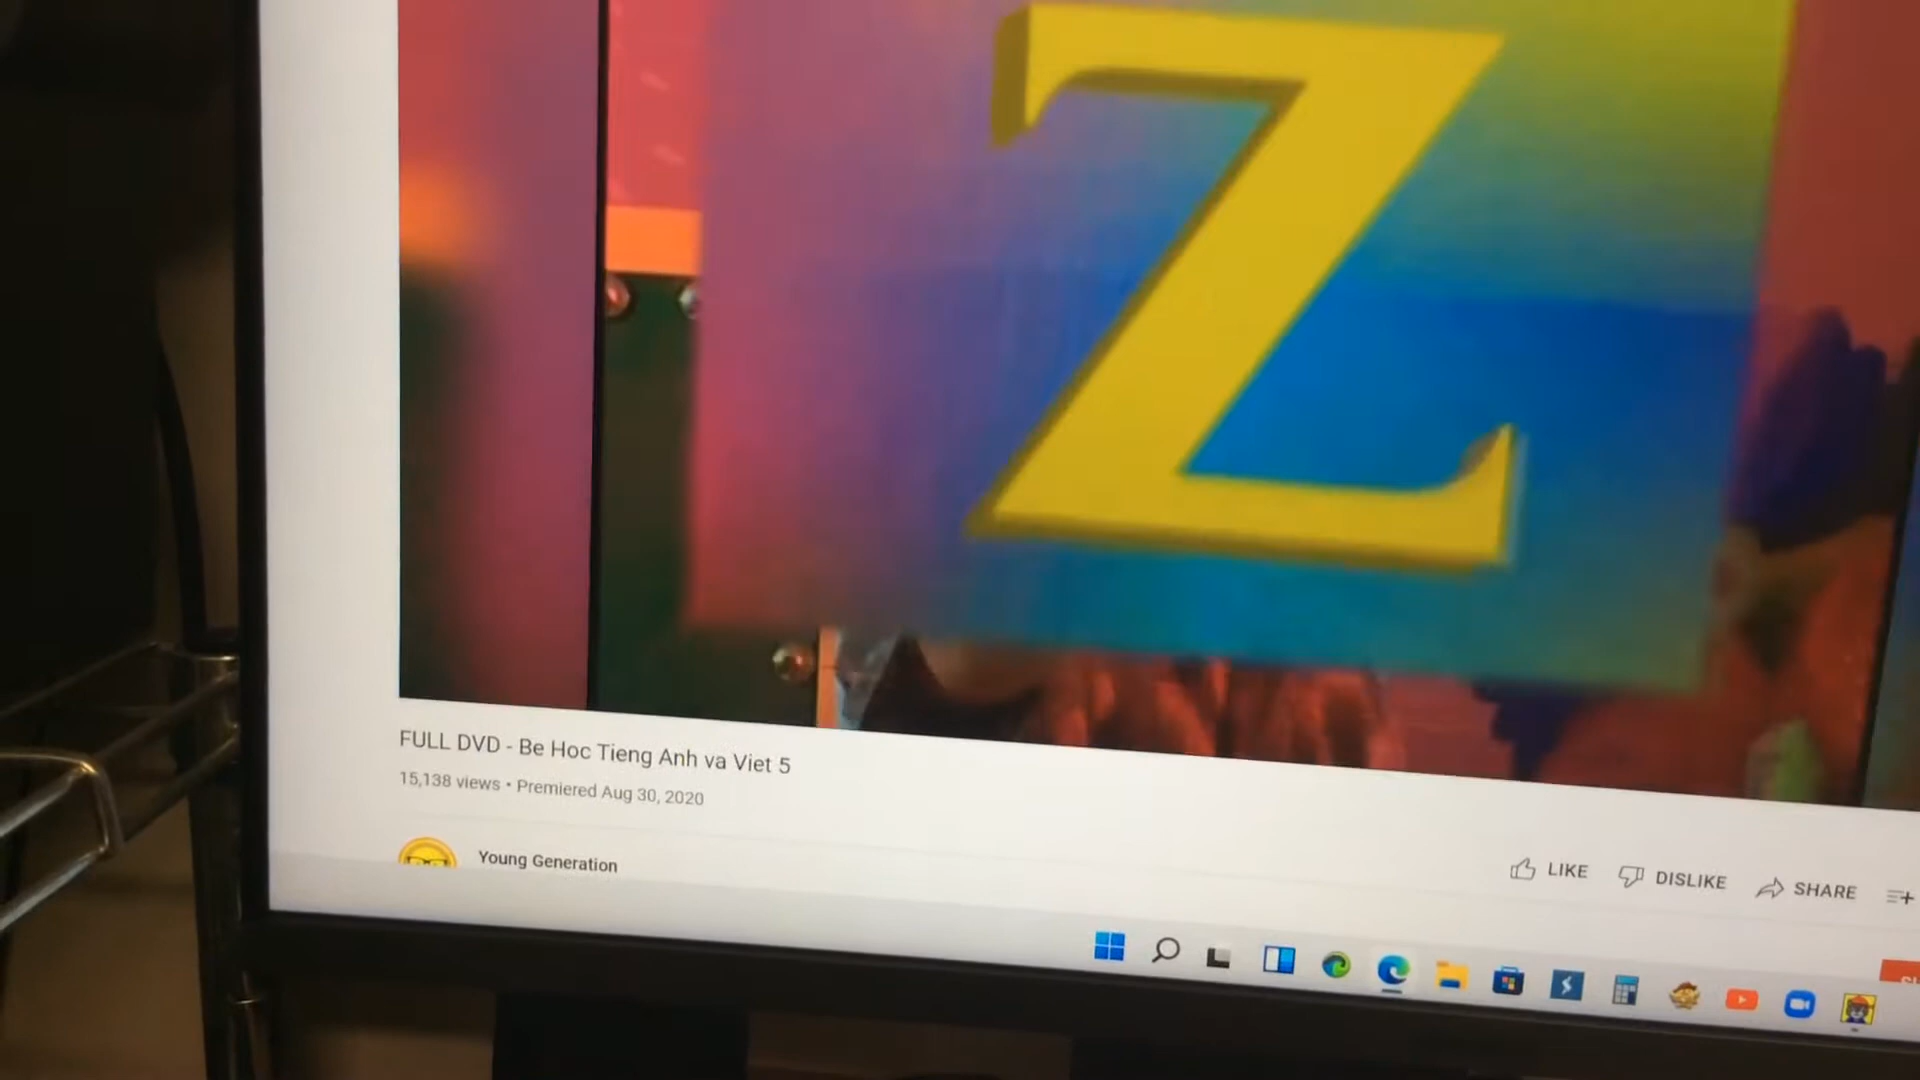 Z
FULL DVD - Be Hoc Tieng Anh va Viet 5
15,138 views • Premiered Aug 30, 2020
Young Generation
LIKE
DISLIKE
SHARE